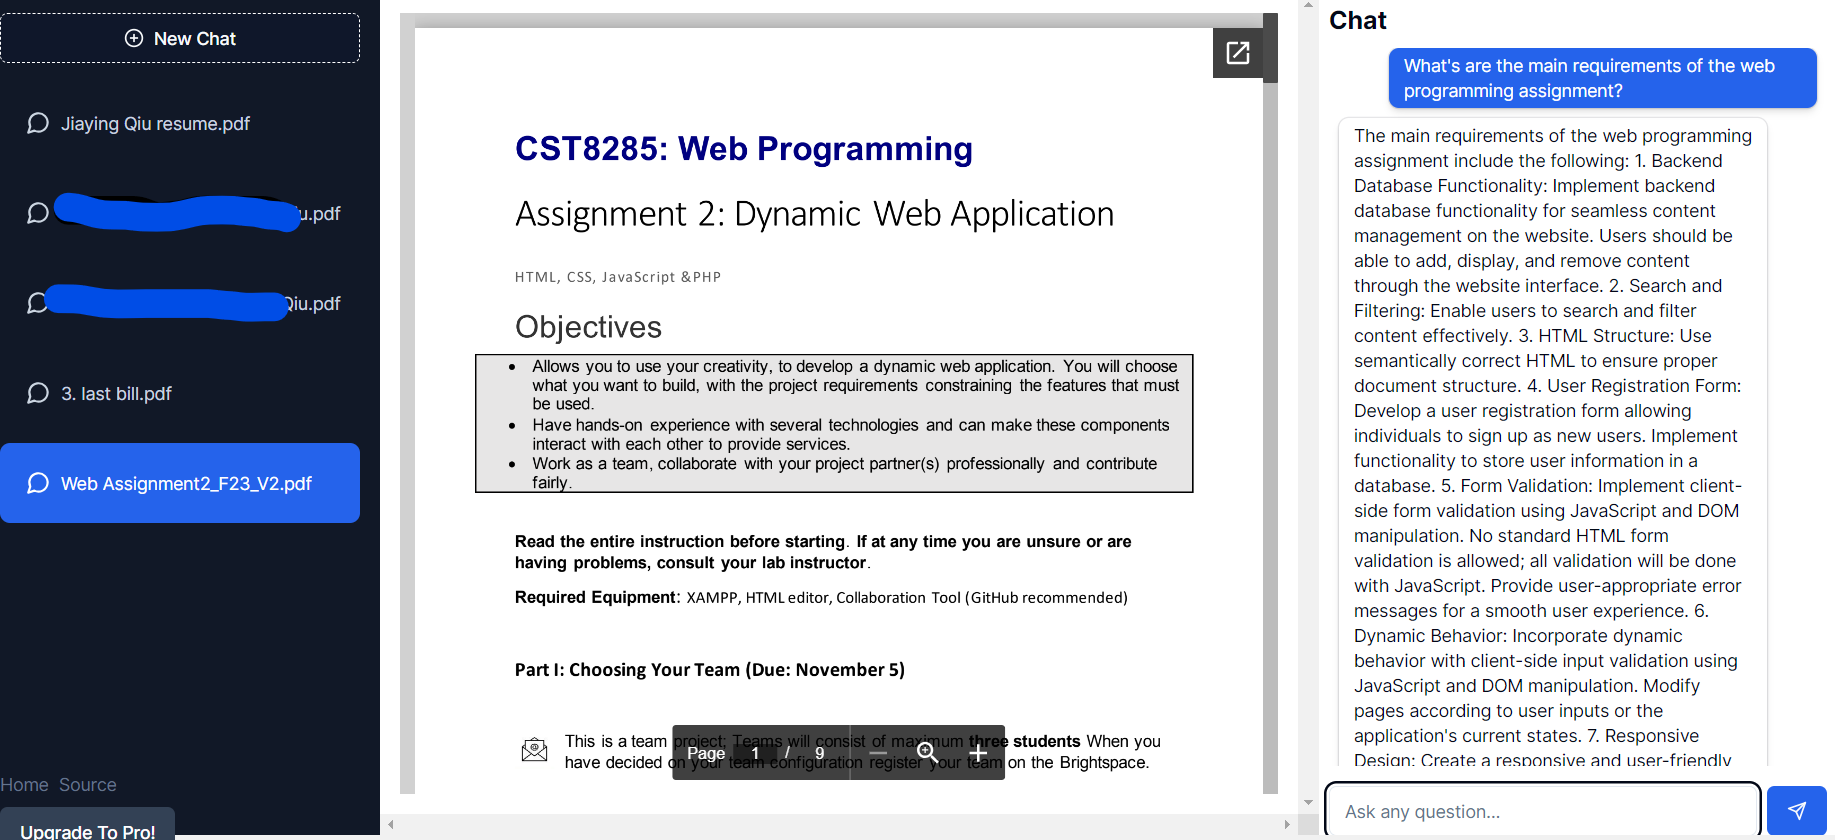 New Chat
Jiaying Qiu resume.pdf
u.pdf
Qiu.pdf
3. last bill.pdf
Web Assignment2_F23_V2.pdf
Home Source
Upgrade To Pro!
CST8285: Web Programming
Assignment 2: Dynamic Web Application
HTML, CSS, JavaScript &PHP
Objectives
• Allows you to use your creativity, to develop a dynamic web application. You will choose
what you want to build, with the project requirements constraining the features that must
be used.
• Have hands-on experience with several technologies and can make these components
interact with each other to provide services.
• Work as a team, collaborate with your project partner(s) professionally and contribute
fairly.
Read the entire instruction before starting. If at any time you are unsure or are
having problems, consult your lab instructor.
Required Equipment: XAMPP, HTML editor, Collaboration Tool (GitHub recommended)
Part I: Choosing Your Team (Due: November 5)
This is a team project; Teams will consist of maximum three students When you
have decided on your team configuration register your team on the Brightspace.
Page 1 / 9
Chat
What's are the main requirements of the web
programming assignment?
The main requirements of the web programming
assignment include the following: 1. Backend
Database Functionality: Implement backend
database functionality for seamless content
management on the website. Users should be
able to add, display, and remove content
through the website interface. 2. Search and
Filtering: Enable users to search and filter
content effectively. 3. HTML Structure: Use
semantically correct HTML to ensure proper
document structure. 4. User Registration Form:
Develop a user registration form allowing
individuals to sign up as new users. Implement
functionality to store user information in a
database. 5. Form Validation: Implement client-
side form validation using JavaScript and DOM
manipulation. No standard HTML form
validation is allowed; all validation will be done
with JavaScript. Provide user-appropriate error
messages for a smooth user experience. 6.
Dynamic Behavior: Incorporate dynamic
behavior with client-side input validation using
JavaScript and DOM manipulation. Modify
pages according to user inputs or the
application's current states. 7. Responsive
Design: Create a responsive and user-friendly
Ask any question...